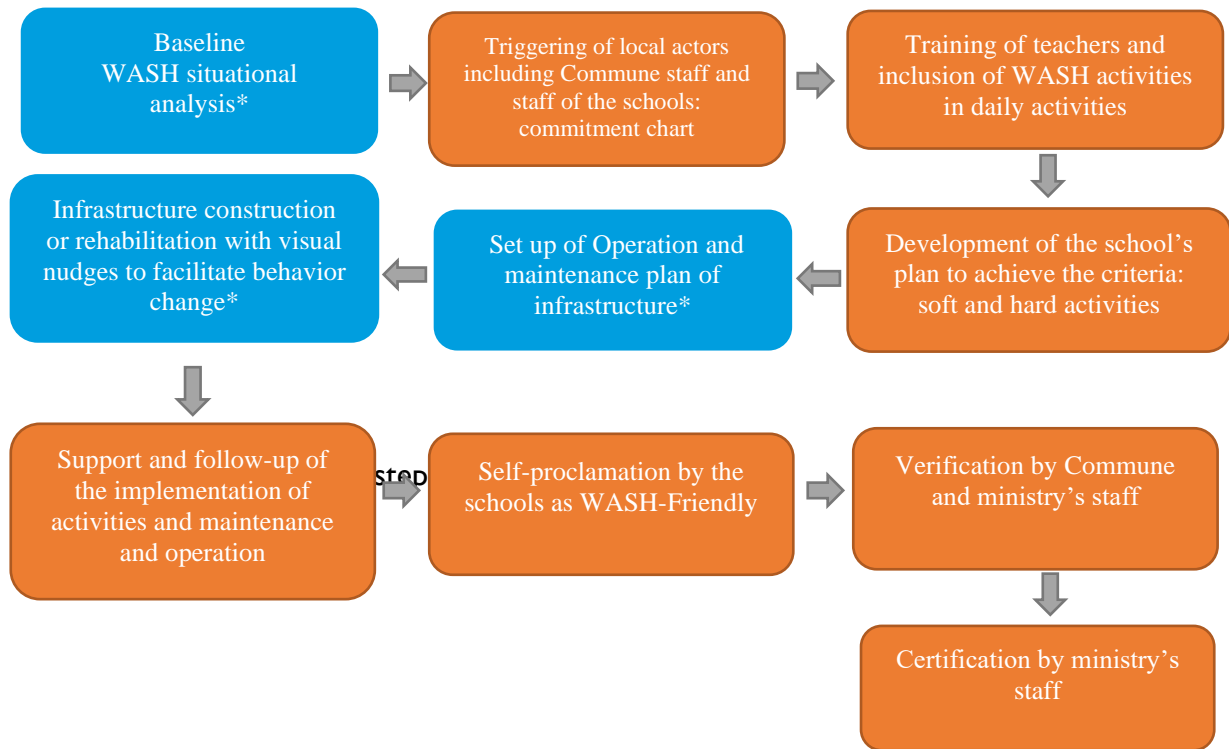 Baseline
WASH situational
analysis*
Triggering of local actors
including Commune staff and
staff of the schools:
commitment chart
Training of teachers and
inclusion of WASH activities
in daily activities
Development of the school’s
plan to achieve the criteria:
soft and hard activities
Set up of Operation and
maintenance plan of
infrastructure*
Infrastructure construction
or rehabilitation with visual
nudges to facilitate behavior
change*
Support and follow-up of
the implementation of
activities and maintenance
and operation
step
Self-proclamation by the
schools as WASH-Friendly
Verification by Commune
and ministry’s staff
Certification by ministry’s
staff